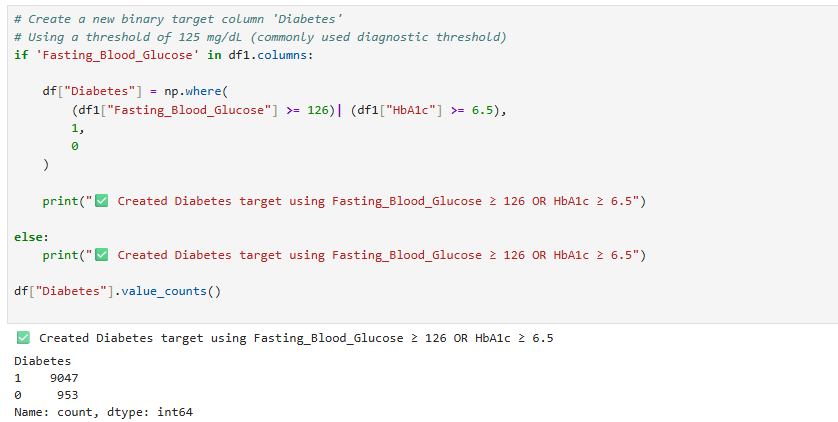 # Create a new binary target column 'Diabetes'
# Using a threshold of 125 mg/dL (commonly used diagnostic threshold)
if 'Fasting_Blood_Glucose' in df1.columns:
df["Diabetes"] = np.where(
(df1["Fasting_Blood_Glucose"] >= 126)| (df1["HbA1c"] >= 6.5),
1,
0
)
print("✅ Created Diabetes target using Fasting_Blood_Glucose ≥ 126 OR HbA1c ≥ 6.5")
else:
print("✅ Created Diabetes target using Fasting_Blood_Glucose ≥ 126 OR HbA1c ≥ 6.5")
df["Diabetes"].value_counts()
✅ Created Diabetes target using Fasting_Blood_Glucose ≥ 126 OR HbA1c ≥ 6.5
Diabetes
1    9047
0     953
Name: count, dtype: int64